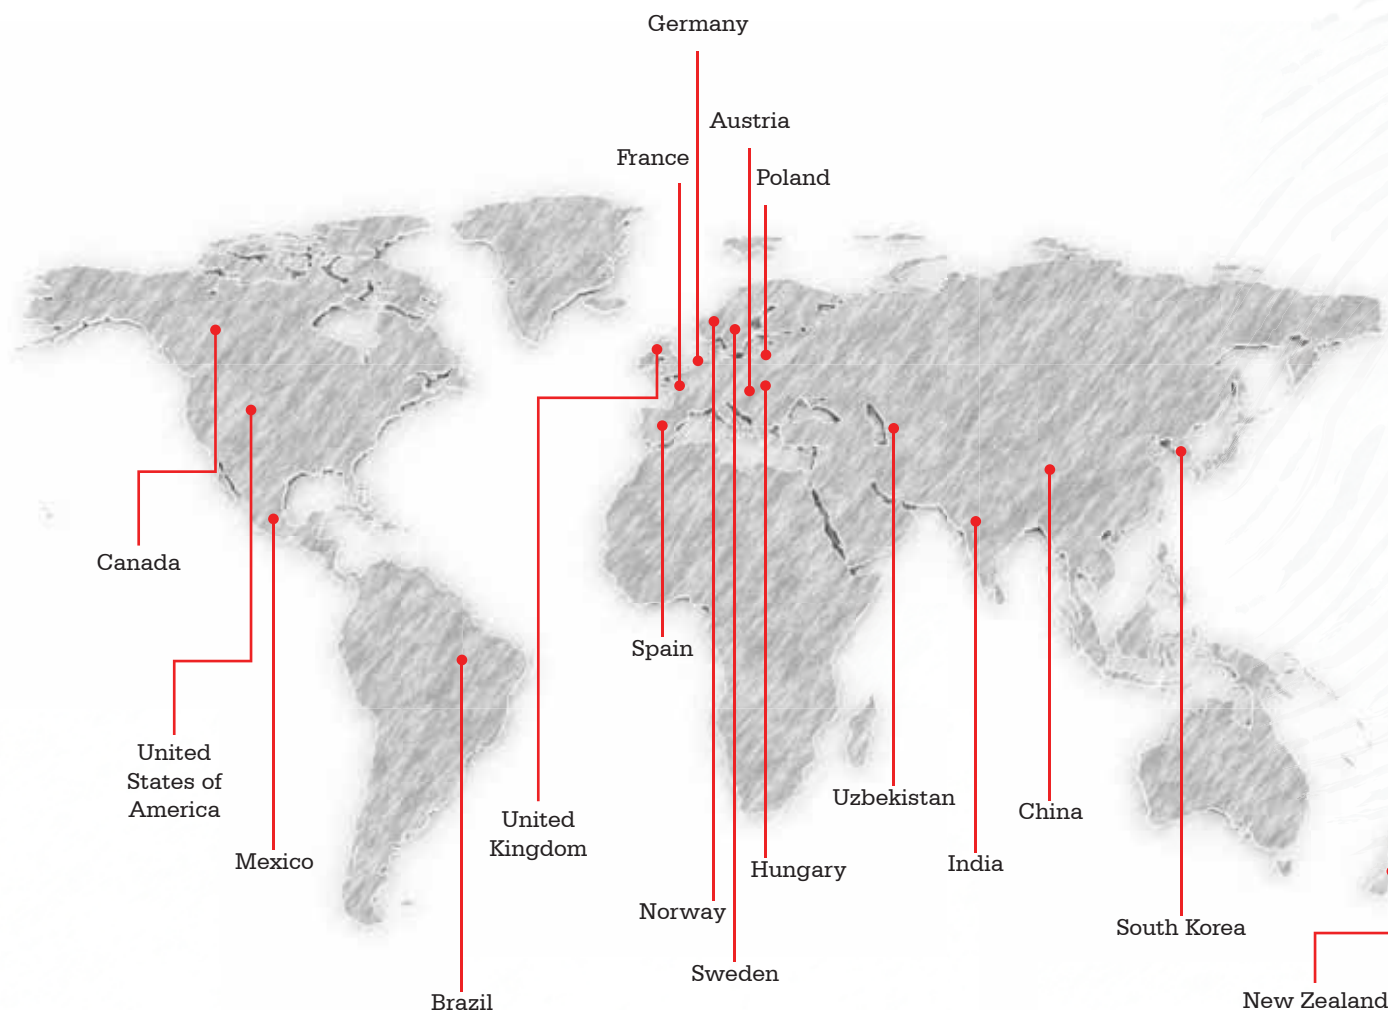 Germany
Austria
France
Poland
Canada
Spain
United
States of
America
Uzbekistan
China
United
Kingdom
Mexico
Hungary
India
Norway
South Korea
Sweden
Brazil
New Zealand